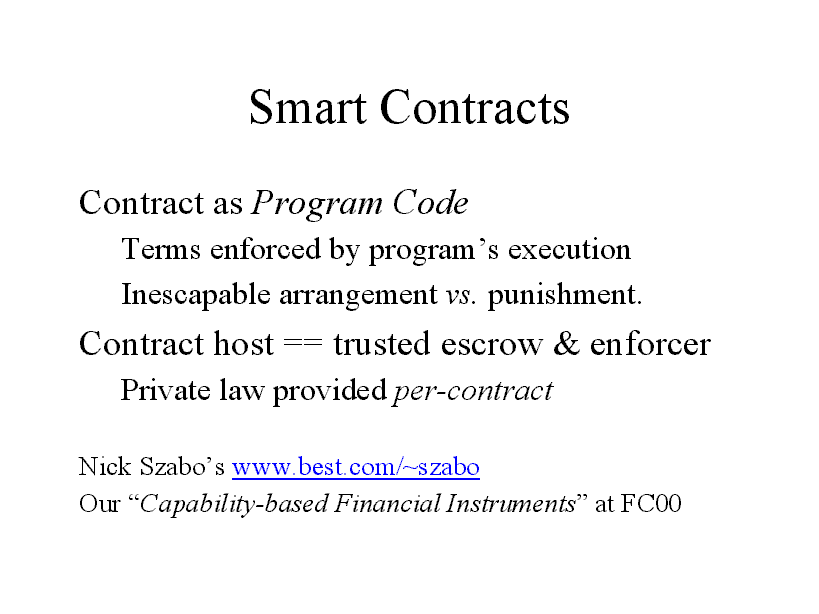 Smart Contracts
Contract as Program Code
Terms enforced by program’s execution
Inescapable arrangement vs. punishment.
Contract host == trusted escrow & enforcer
Private law provided per-contract
Nick Szabo’s www.best.com/~szabo
Our “Capability-based Financial Instruments” at FC00